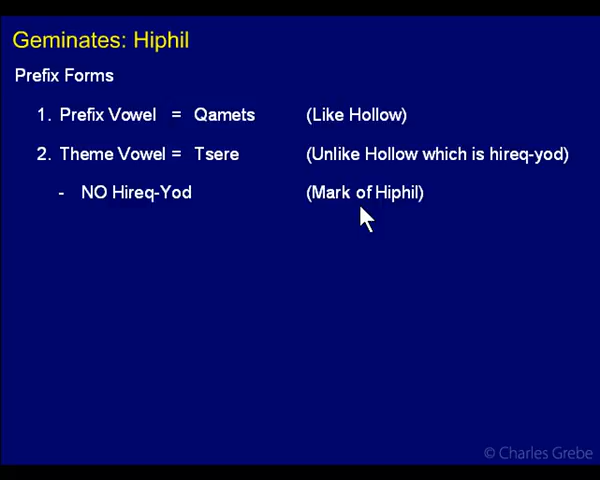 Geminates: Hiphil
Prefix Forms
1. Prefix Vowel = Qamets (Like Hollow)
2. Theme Vowel = Tsere (Unlike Hollow which is hireq-yod)
- NO Hireq-Yod (Mark of Hiphil)
© Charles Grebe